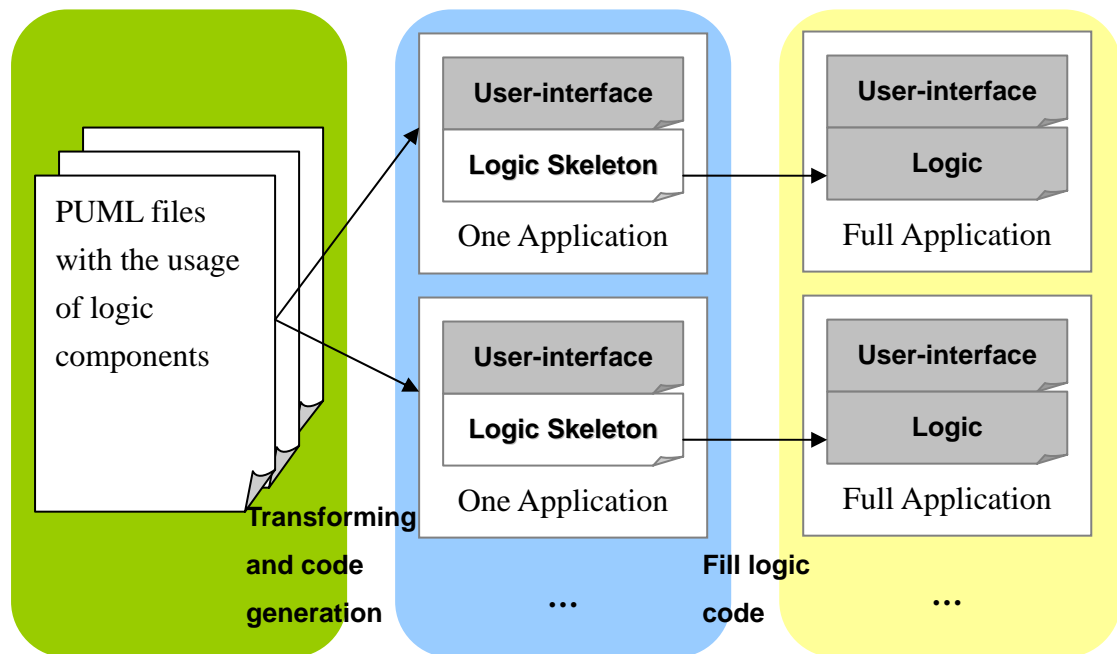 PUML files
with the usage
of logic
components
Transforming
and code
generation
User-interface
Logic Skeleton
One Application
User-interface
Logic Skeleton
One Application
...
Fill logic
code
User-interface
Logic
Full Application
User-interface
Logic
Full Application
...